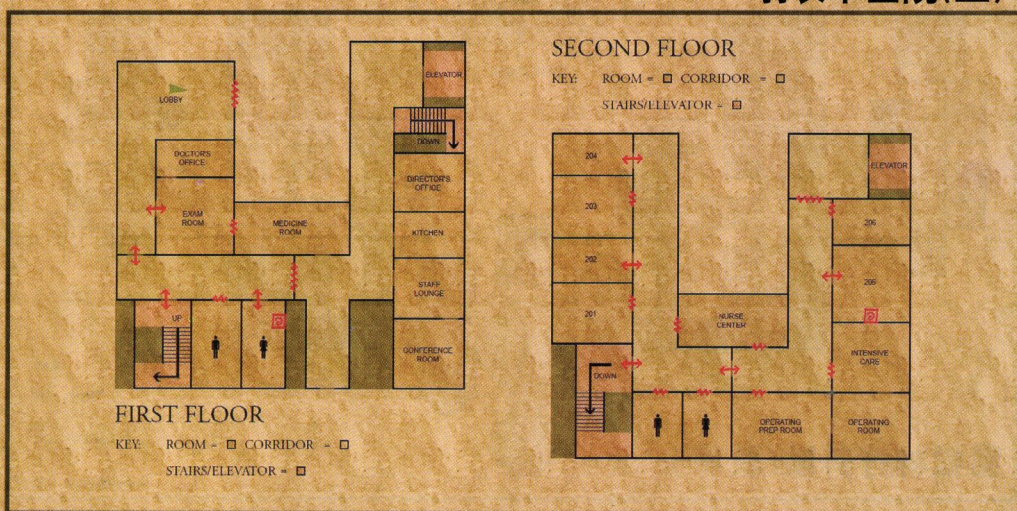 ELEVATOR
LOBBY
DOWN
DOCTOR'S
OFFICE
DIRECTOR'S
OFFICE
EXAM
ROOM
MEDICINE
ROOM
KITCHEN
STAFF
LOUNGE
UP
CONFERENCE
ROOM
FIRST FLOOR
KEY: ROOM = CORRIDOR =
STAIRS/ELEVATOR =
SECOND FLOOR
KEY: ROOM = CORRIDOR =
STAIRS/ELEVATOR =
204
ELEVATOR
203
206
202
205
201
NURSE
CENTER
INTENSIVE
CARE
DOWN
OPERATING
PREP ROOM
OPERATING
ROOM